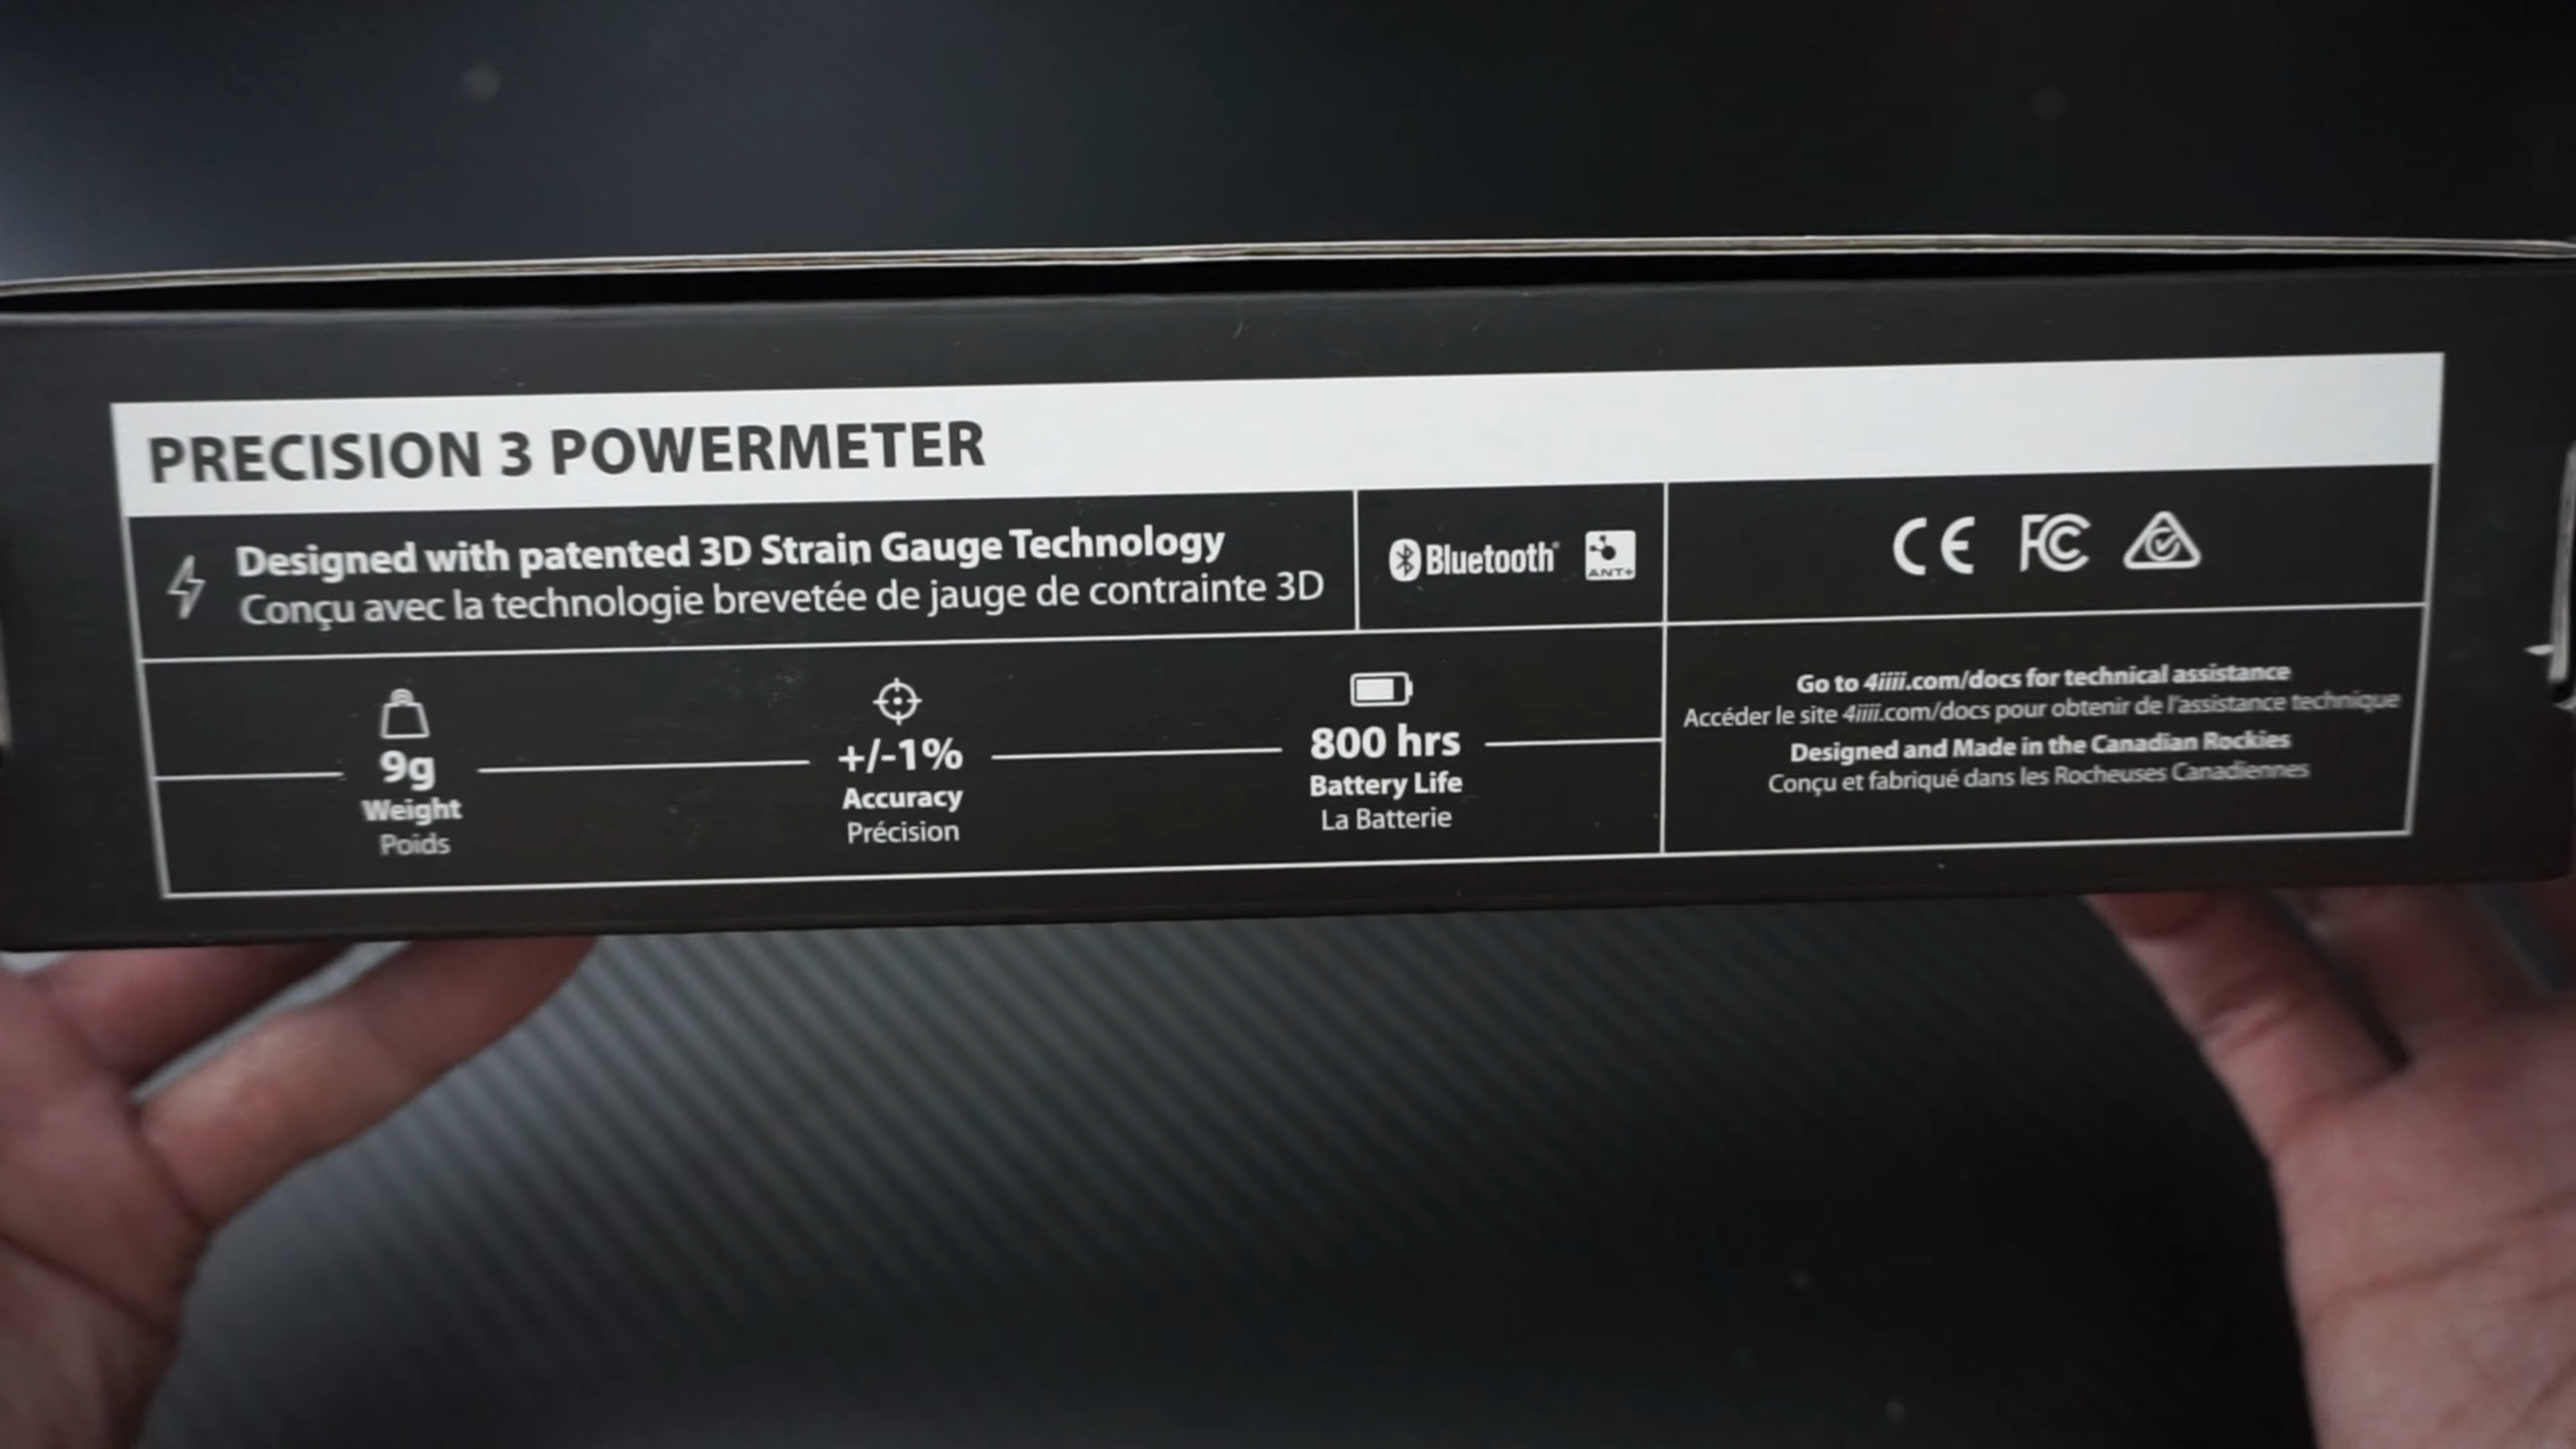 PRECISION 3 POWERMETER
Designed with patented 3D Strain Gauge Technology
Conçu avec la technologie brevetée de jauge de contrainte 3D
Bluetooth®
ANT+
CE FC
9g
Weight
Poids
+/-1%
Accuracy
Précision
800 hrs
Battery Life
La Batterie
Go to 4iiii.com/docs for technical assistance
Accéder le site 4iiii.com/docs pour obtenir de l'assistance technique
Designed and Made in the Canadian Rockies
Conçu et fabriqué dans les Rocheuses Canadiennes